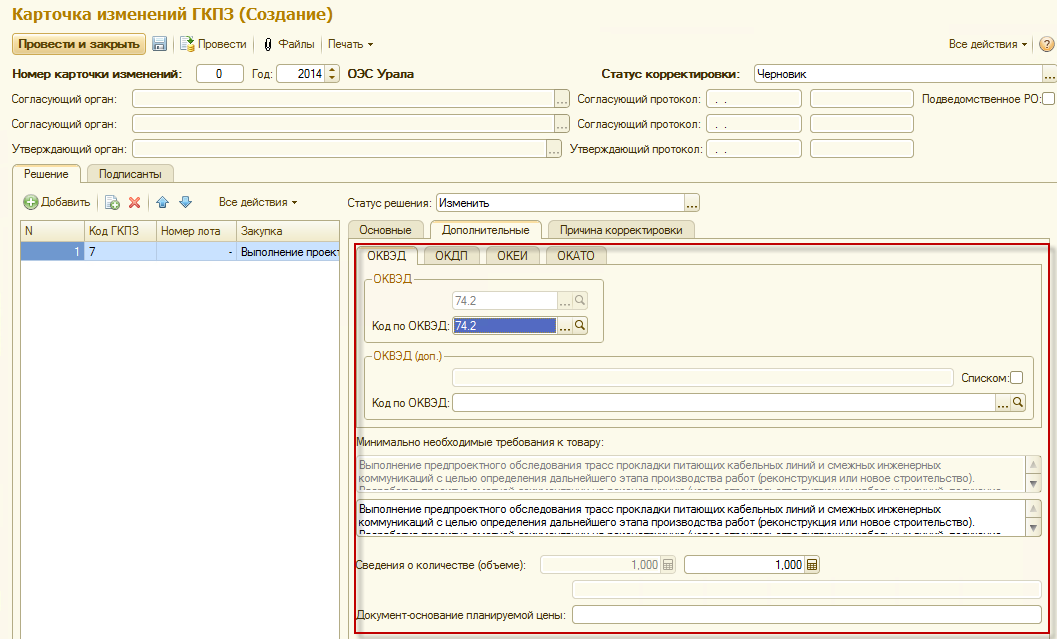 Карточка изменений ГКПЗ (Создание)
Провести и закрыть Провести Файлы Печать Все действия ?
Номер карточки изменений: 0 Год: 2014 ОЭС Урала Статус корректировки: Черновик ...
Согласующий орган: ... Согласующий протокол: . . Подведомственное РО:
Согласующий орган: ... Согласующий протокол: . .
Утверждающий орган: ... Утверждающий протокол: . .
Решение Подписанты
Добавить Все действия Статус решения: Изменить ...
N Код ГКПЗ Номер лота Закупка
1 7 - Выполнение проект
Основные Дополнительные Причина корректировки
ОКВЭД ОКДП ОКЕИ ОКАТО
ОКВЭД
74.2 ...
Код по ОКВЭД: 74.2 ...
ОКВЭД (доп.)
Списком:
Код по ОКВЭД: ...
Минимально необходимые требования к товару:
Выполнение предпроектного обследования трасс прокладки питающих кабельных линий и смежных инженерных
коммуникаций с целью определения дальнейшего этапа производства работ (реконструкция или новое строительство).
Выполнение предпроектного обследования трасс прокладки питающих кабельных линий и смежных инженерных
коммуникаций с целью определения дальнейшего этапа производства работ (реконструкция или новое строительство).
Сведения о количестве (объеме): 1,000 1,000
Документ-основание планируемой цены: